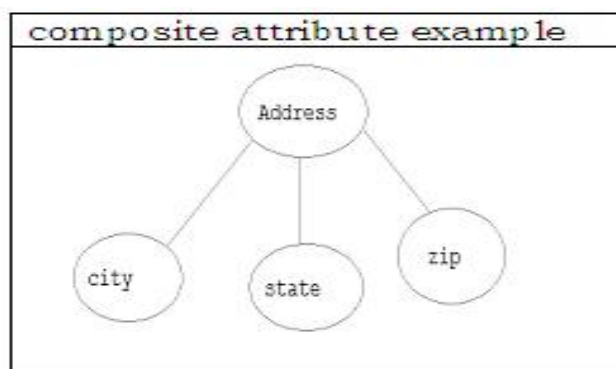 composite attribute example
Address
city
state
zip